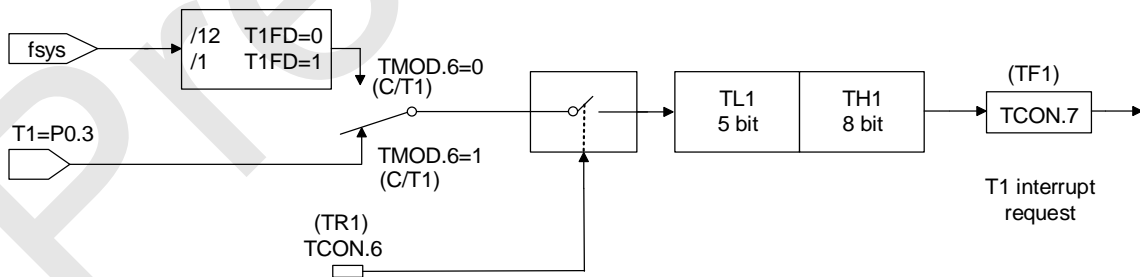 fsys
/12 T1FD=0
/1 T1FD=1
TMOD.6=0
(C/T1)
T1=P0.3
TMOD.6=1
(C/T1)
(TR1)
TCON.6
TL1
5 bit
TH1
8 bit
(TF1)
TCON.7
T1 interrupt
request